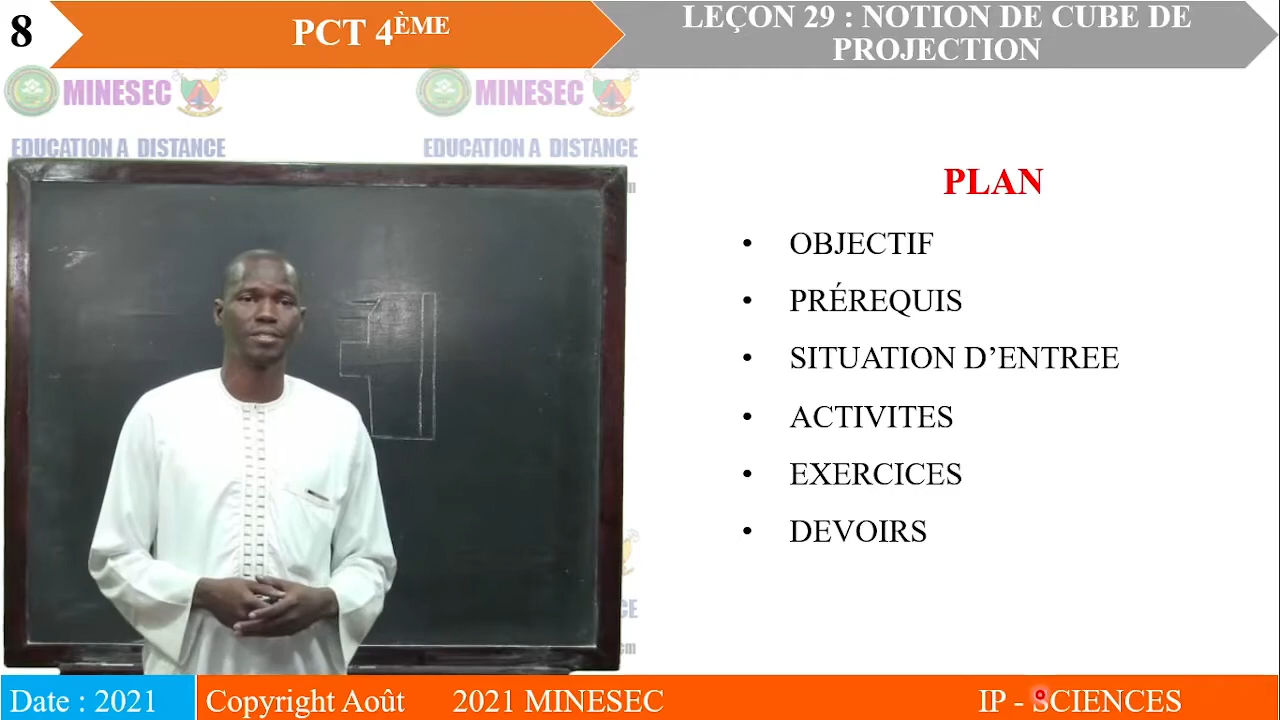 8
PCT 4ÈME
LEÇON 29 : NOTION DE CUBE DE
PROJECTION
MINESEC
MINESEC
EDUCATION A DISTANCE
EDUCATION A DISTANCE
PLAN
• OBJECTIF
• PRÉREQUIS
• SITUATION D’ENTREE
• ACTIVITES
• EXERCICES
• DEVOIRS
Date : 2021
Copyright Août 2021 MINESEC
IP - SCIENCES